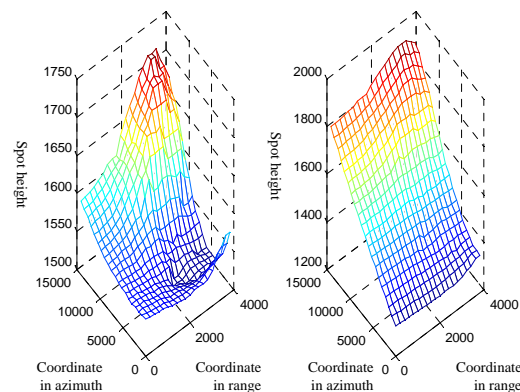 1750
1700
1650
1600
1550
1500
15000
10000
5000
0
0
2000
4000
Spot height
Coordinate
in azimuth
Coordinate
in range
2000
1800
1600
1400
1200
15000
10000
5000
0
0
2000
4000
Spot height
Coordinate
in azimuth
Coordinate
in range